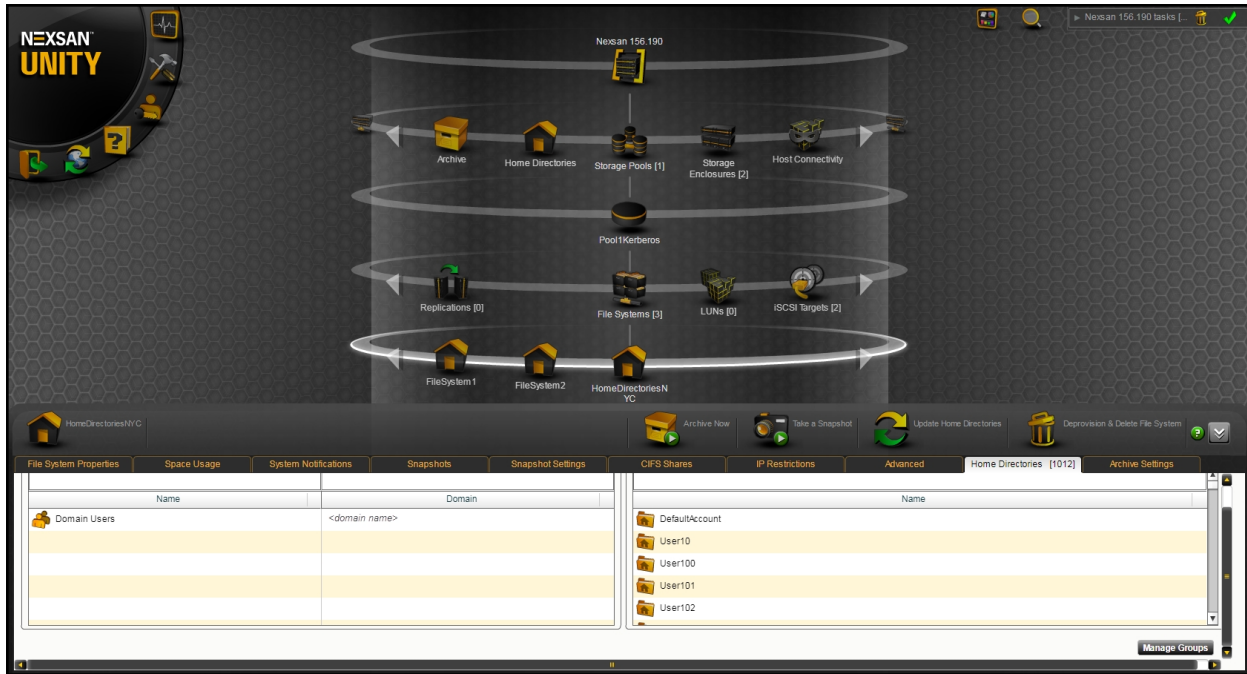 NEXSAN™
UNITY
Nexsan 156.190
▶ Nexsan 156.190 tasks [...
Archive
Home Directories
Storage Pools [1]
Storage
Enclosures [2]
Host Connectivity
Pool1Kerberos
Replications [0]
File Systems [3]
LUNs [0]
iSCSI Targets [2]
FileSystem1
FileSystem2
HomeDirectoriesN
YC
HomeDirectoriesNYC
Archive Now
Take a Snapshot
Update Home Directories
Deprovision & Delete File System
File System Properties
Space Usage
System Notifications
Snapshots
Snapshot Settings
CIFS Shares
IP Restrictions
Advanced
Home Directories [1012]
Archive Settings
Name
Domain
Domain Users
<domain name>
Name
DefaultAccount
User10
User100
User101
User102
Manage Groups